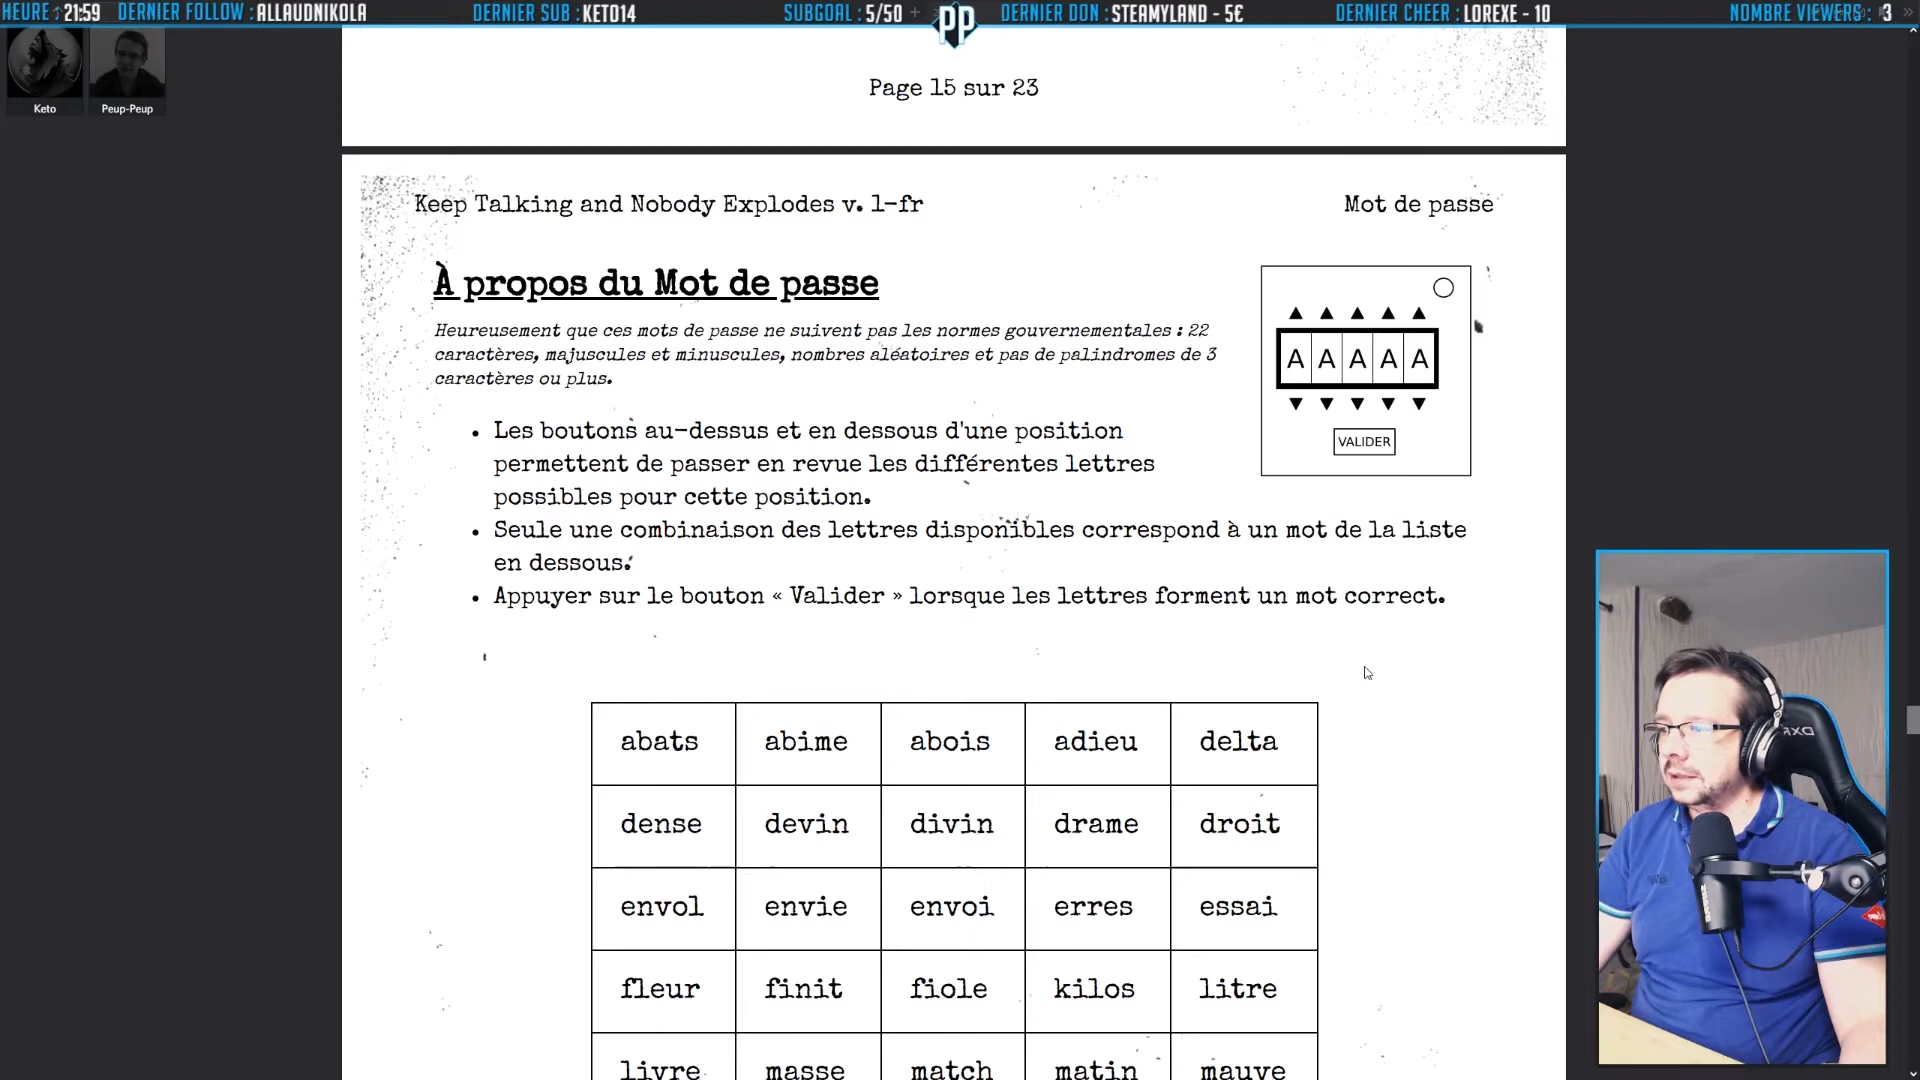 HEURE : 21:59 DERNIER FOLLOW : ALLAUDNIKOLA DERNIER SUB : KETO14 SUBGOAL : 5/50 PP DERNIER DON : STEAMYLAND - 5€ DERNIER CHEER : LOREXE - 10 NOMBRE VIEWERS : 3
Keto Peup-Peup
Page 15 sur 23
Keep Talking and Nobody Explodes v. 1-fr Mot de passe
À propos du Mot de passe
Heureusement que ces mots de passe ne suivent pas les normes gouvernementales : 22
caractères, majuscules et minuscules, nombres aléatoires et pas de palindromes de 3
caractères ou plus.
A A A A A
VALIDER
• Les boutons au-dessus et en dessous d'une position
permettent de passer en revue les différentes lettres
possibles pour cette position.
• Seule une combinaison des lettres disponibles correspond à un mot de la liste
en dessous.
• Appuyer sur le bouton « Valider » lorsque les lettres forment un mot correct.
abats abime abois adieu delta
dense devin divin drame droit
envol envie envoi erres essai
fleur finit fiole kilos litre
livre masse match matin mauve